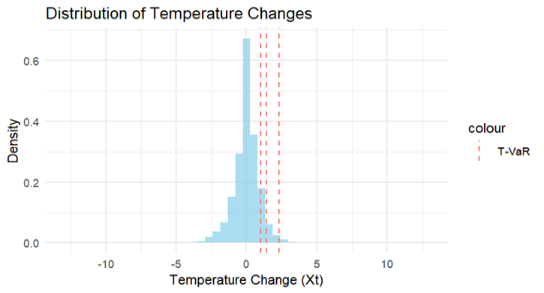 Distribution of Temperature Changes
0.6
0.4
0.2
0.0
Density
-10 -5 0 5 10
Temperature Change (Xt)
colour
T-VaR